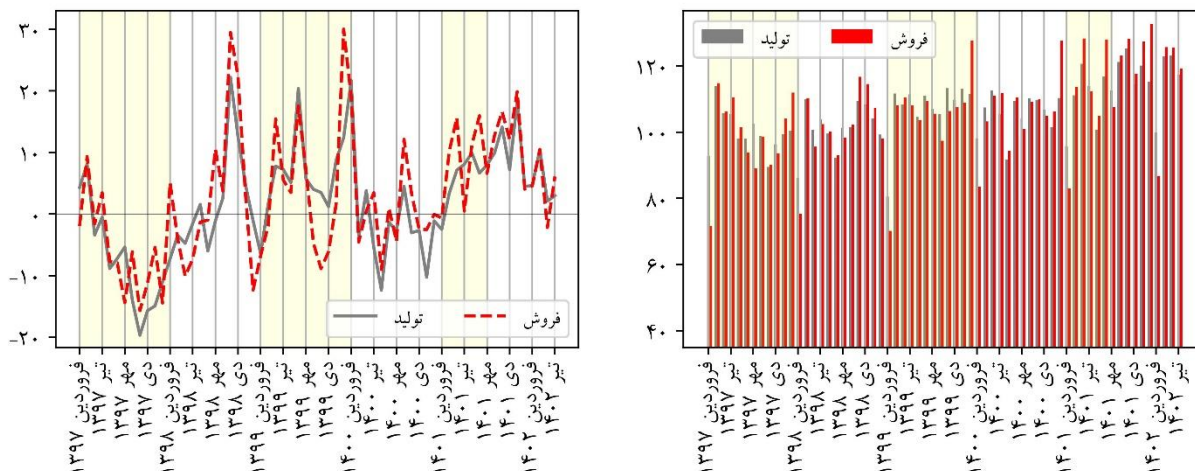 ۳۰
۲۰
۱۰
۰
-۱۰
-۲۰
تولید
فروش
فروردین ۱۳۹۷
تیر ۱۳۹۷
مهر ۱۳۹۷
دی ۱۳۹۷
فروردین ۱۳۹۸
تیر ۱۳۹۸
مهر ۱۳۹۸
دی ۱۳۹۸
فروردین ۱۳۹۹
تیر ۱۳۹۹
مهر ۱۳۹۹
دی ۱۳۹۹
فروردین ۱۴۰۰
تیر ۱۴۰۰
مهر ۱۴۰۰
دی ۱۴۰۰
فروردین ۱۴۰۱
تیر ۱۴۰۱
مهر ۱۴۰۱
دی ۱۴۰۱
فروردین ۱۴۰۲
تیر ۱۴۰۲
تولید
فروش
۱۲۰
۱۰۰
۸۰
۶۰
۴۰
فروردین ۱۳۹۷
تیر ۱۳۹۷
مهر ۱۳۹۷
دی ۱۳۹۷
فروردین ۱۳۹۸
تیر ۱۳۹۸
مهر ۱۳۹۸
دی ۱۳۹۸
فروردین ۱۳۹۹
تیر ۱۳۹۹
مهر ۱۳۹۹
دی ۱۳۹۹
فروردین ۱۴۰۰
تیر ۱۴۰۰
مهر ۱۴۰۰
دی ۱۴۰۰
فروردین ۱۴۰۱
تیر ۱۴۰۱
مهر ۱۴۰۱
دی ۱۴۰۱
فروردین ۱۴۰۲
تیر ۱۴۰۲